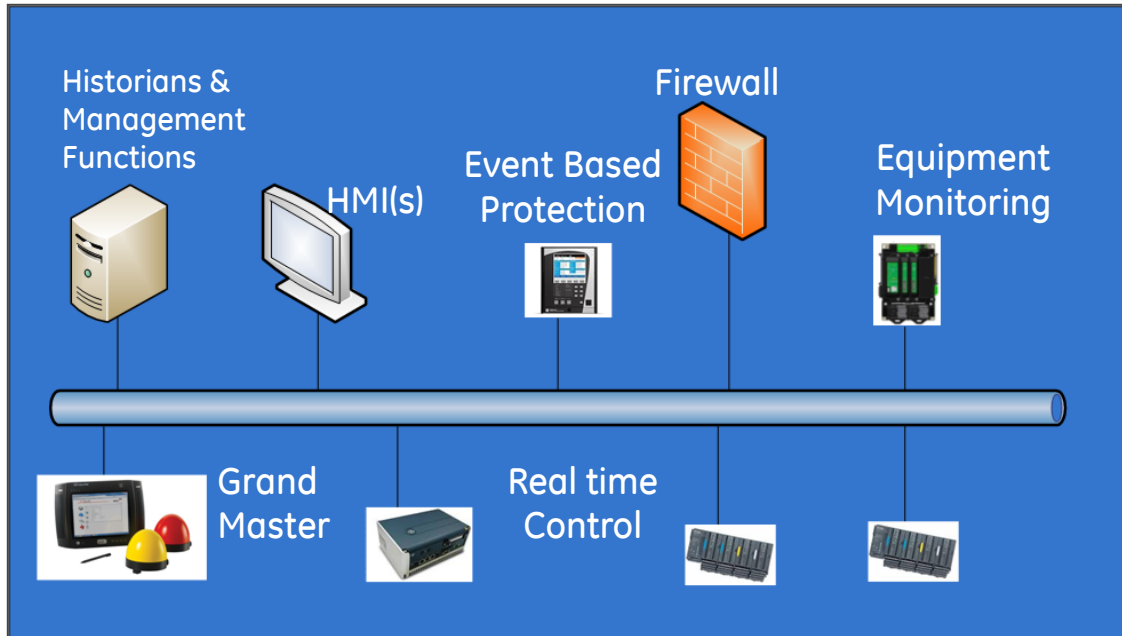 Historians &
Management
Functions
HMI(s)
Event Based
Protection
Firewall
Equipment
Monitoring
Grand
Master
Real time
Control